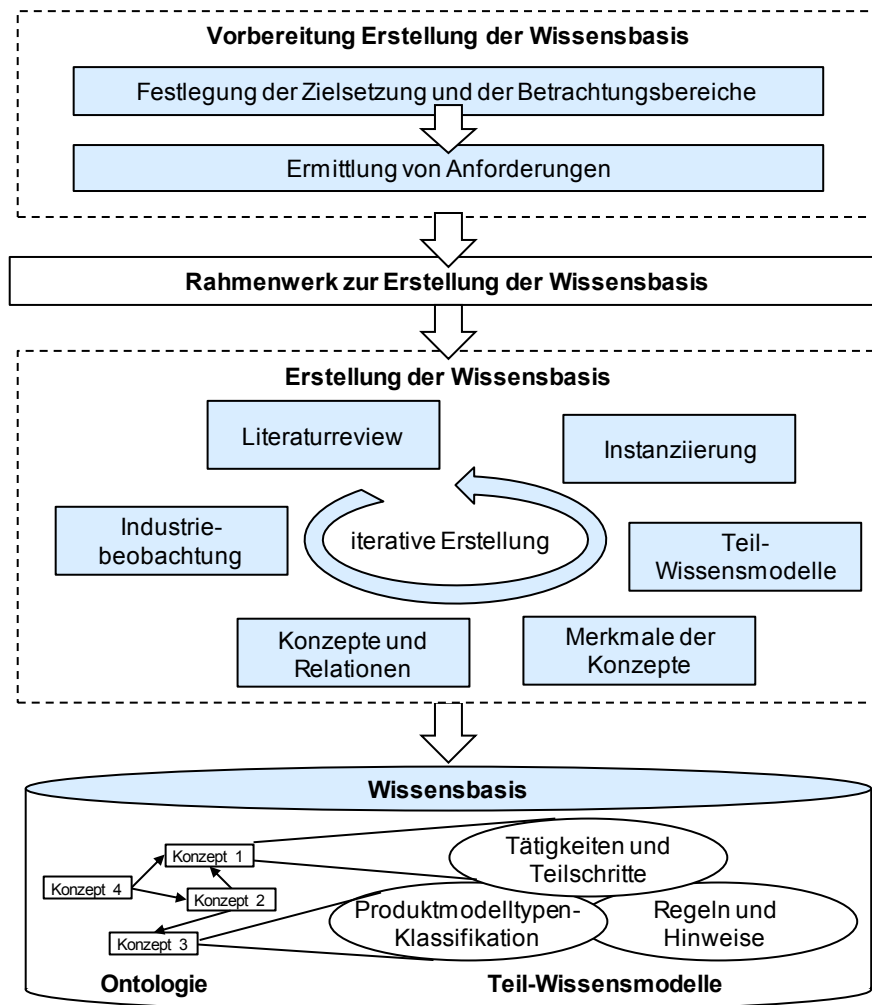 Vorbereitung Erstellung der Wissensbasis
Festlegung der Zielsetzung und der Betrachtungsbereiche
Ermittlung von Anforderungen
Rahmenwerk zur Erstellung der Wissensbasis
Erstellung der Wissensbasis
Literaturreview
Instanziierung
Industrie-
beobachtung
iterative Erstellung
Teil-
Wissensmodelle
Konzepte und
Relationen
Merkmale der
Konzepte
Wissensbasis
Konzept 1
Konzept 4
Konzept 2
Konzept 3
Tätigkeiten und
Teilschritte
Produktmodelltypen-
Klassifikation
Regeln und
Hinweise
Ontologie
Teil-Wissensmodelle